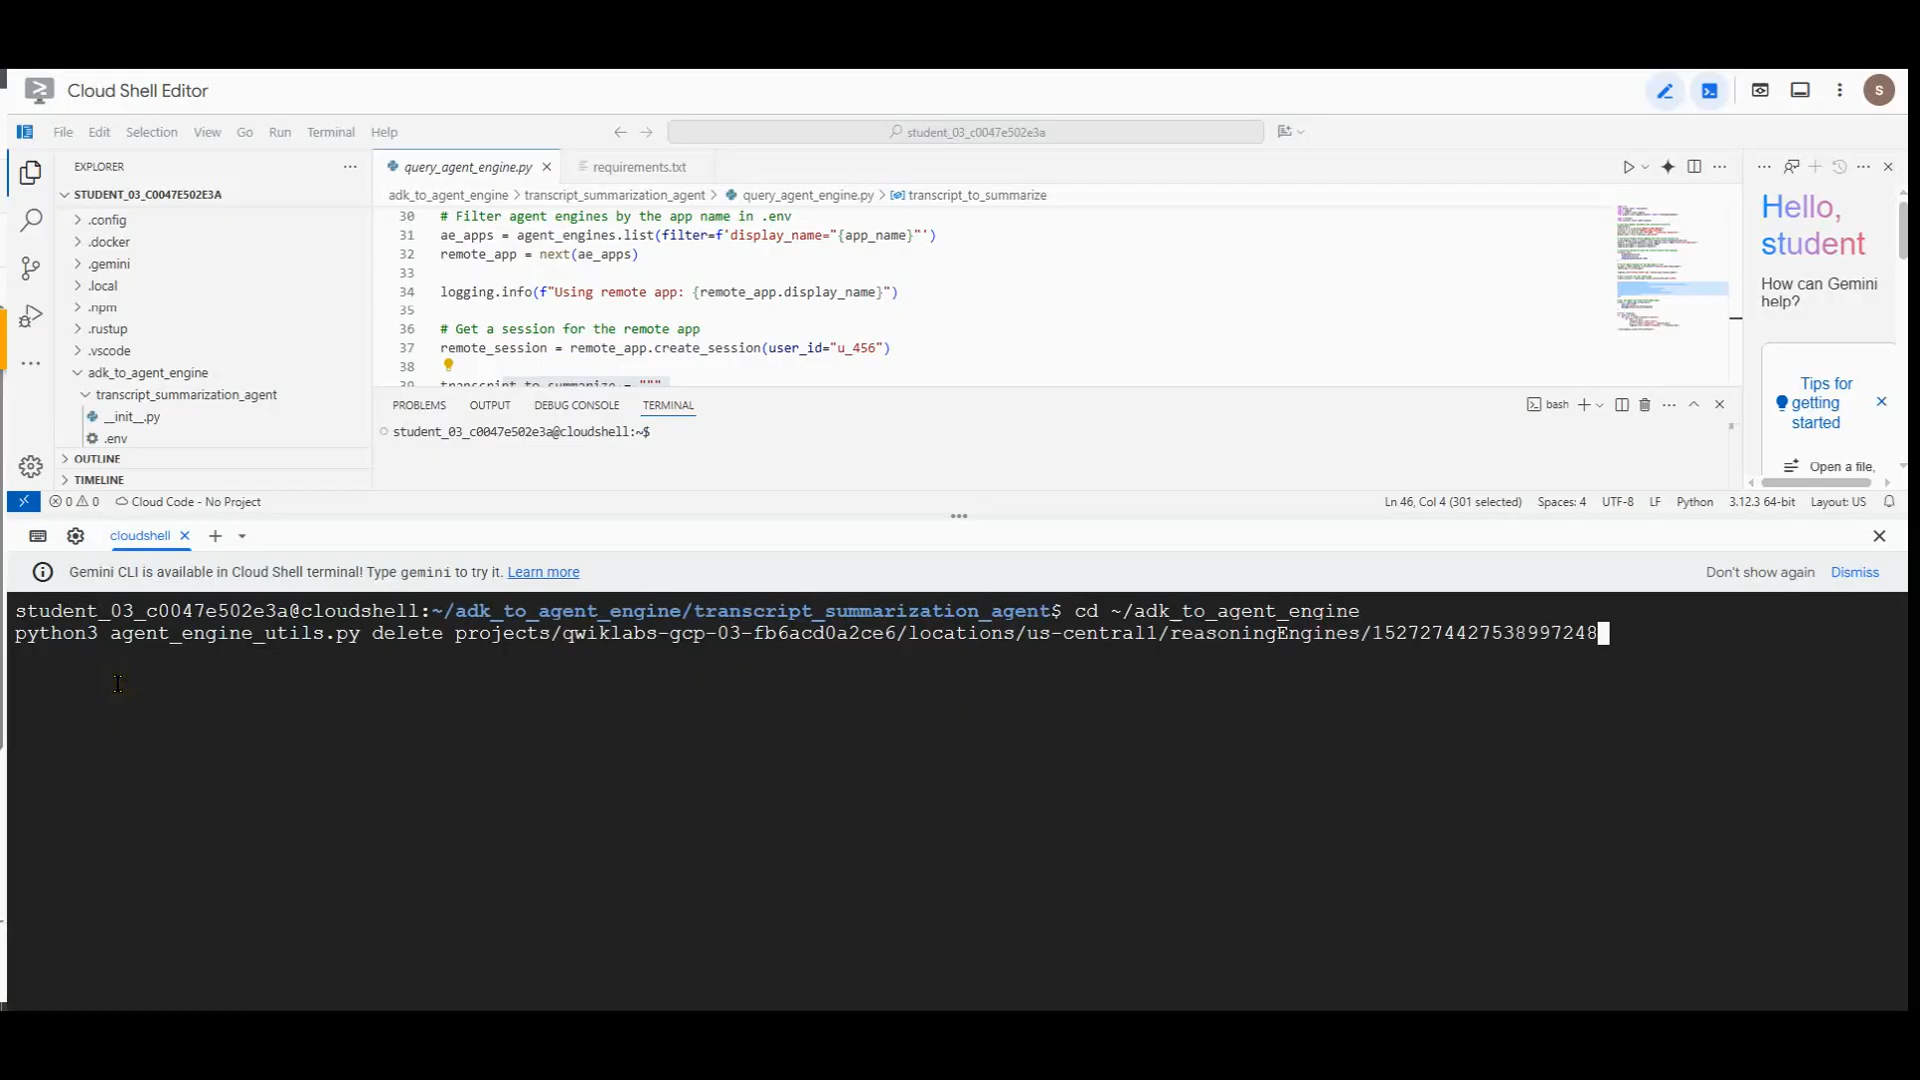 Cloud Shell Editor
S
File Edit Selection View Go Run Terminal Help
student_03_c0047e502e3a
EXPLORER
query_agent_engine.py
requirements.txt
STUDENT_03_C0047E502E3A
adk_to_agent_engine > transcript_summarization_agent > query_agent_engine.py > transcript_to_summarize
.config
.docker
.gemini
.local
.npm
.rustup
.vscode
adk_to_agent_engine
transcript_summarization_agent
__init__.py
.env
OUTLINE
TIMELINE
30 # Filter agent engines by the app name in .env
31 ae_apps = agent_engines.list(filter=f'display_name="{app_name}"')
32 remote_app = next(ae_apps)
33
34 logging.info(f"Using remote app: {remote_app.display_name}")
35
36 # Get a session for the remote app
37 remote_session = remote_app.create_session(user_id="u_456")
38
39 transcript_to_summarize = """
Hello,
student
How can Gemini
help?
Tips for
getting
started
Open a file,
PROBLEMS OUTPUT DEBUG CONSOLE TERMINAL
bash
student_03_c0047e502e3a@cloudshell:~$
0 0 Cloud Code - No Project
Ln 46, Col 4 (301 selected) Spaces: 4 UTF-8 LF Python 3.12.3 64-bit Layout: US
cloudshell
Gemini CLI is available in Cloud Shell terminal! Type gemini to try it. Learn more
Don't show again Dismiss
student_03_c0047e502e3a@cloudshell:~/adk_to_agent_engine/transcript_summarization_agent$ cd ~/adk_to_agent_engine
python3 agent_engine_utils.py delete projects/qwiklabs-gcp-03-fb6acd0a2ce6/locations/us-central1/reasoningEngines/1527274427538997248